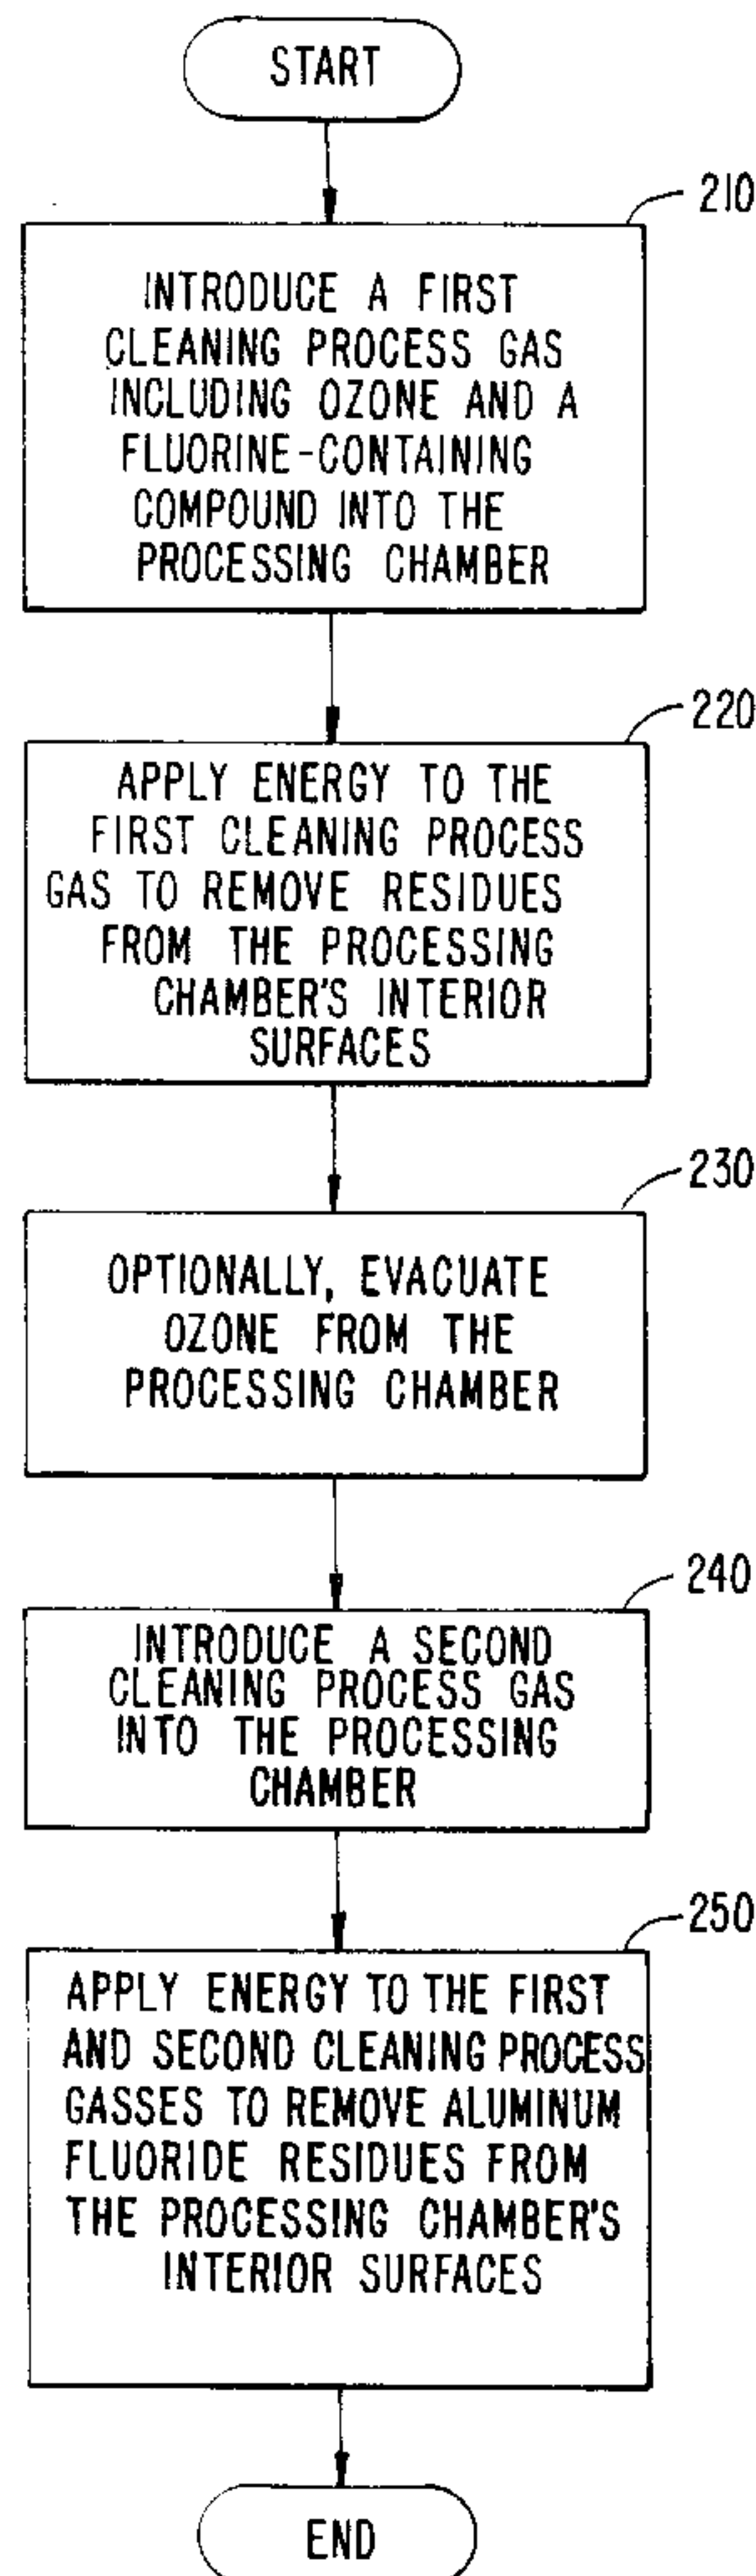 START
210
INTRODUCE A FIRST
CLEANING PROCESS GAS
INCLUDING OZONE AND A
FLUORINE-CONTAINING
COMPOUND INTO THE
PROCESSING CHAMBER
220
APPLY ENERGY TO THE
FIRST CLEANING PROCESS
GAS TO REMOVE RESIDUES
FROM THE PROCESSING
CHAMBER'S INTERIOR
SURFACES
230
OPTIONALLY, EVACUATE
OZONE FROM THE
PROCESSING CHAMBER
240
INTRODUCE A SECOND
CLEANING PROCESS GAS
INTO THE PROCESSING
CHAMBER
250
APPLY ENERGY TO THE FIRST
AND SECOND CLEANING PROCESS
GASSES TO REMOVE ALUMINUM
FLUORIDE RESIDUES FROM
THE PROCESSING CHAMBER'S
INTERIOR SURFACES
END